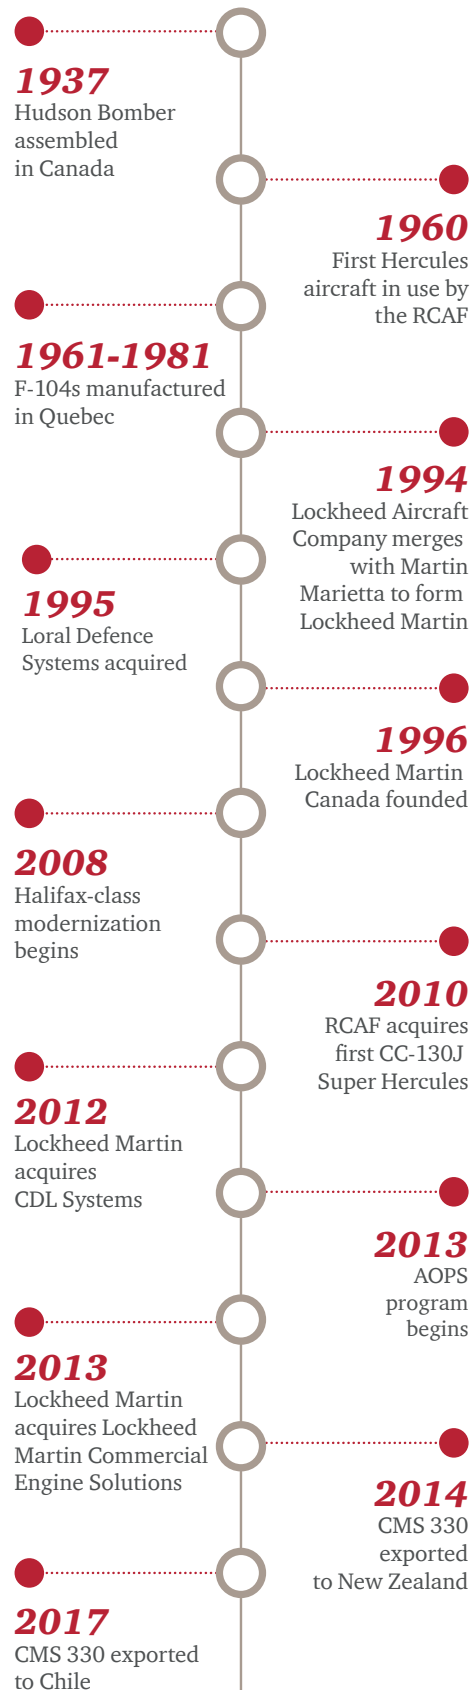 1937
Hudson Bomber
assembled
in Canada
1960
First Hercules
aircraft in use by
the RCAF
1961-1981
F-104s manufactured
in Quebec
1994
Lockheed Aircraft
Company merges
with Martin
Marietta to form
Lockheed Martin
1995
Loral Defence
Systems acquired
1996
Lockheed Martin
Canada founded
2008
Halifax-class
modernization
begins
2010
RCAF acquires
first CC-130J
Super Hercules
2012
Lockheed Martin
acquires
CDL Systems
2013
AOPS
program
begins
2013
Lockheed Martin
acquires Lockheed
Martin Commercial
Engine Solutions
2014
CMS 330
exported
to New Zealand
2017
CMS 330 exported
to Chile